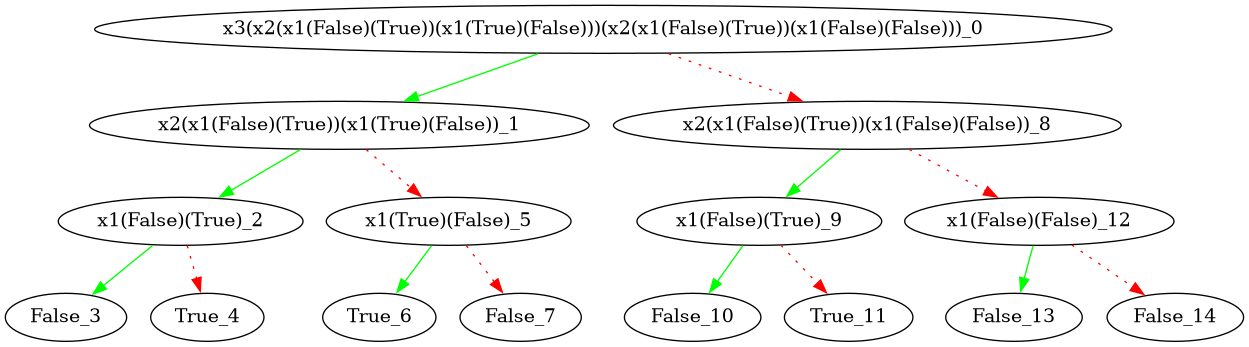 x3(x2(x1(False)(True))(x1(True)(False)))(x2(x1(False)(True))(x1(False)(False)))_0
x2(x1(False)(True))(x1(True)(False))_1
x2(x1(False)(True))(x1(False)(False))_8
x1(False)(True)_2
x1(True)(False)_5
x1(False)(True)_9
x1(False)(False)_12
False_3
True_4
True_6
False_7
False_10
True_11
False_13
False_14